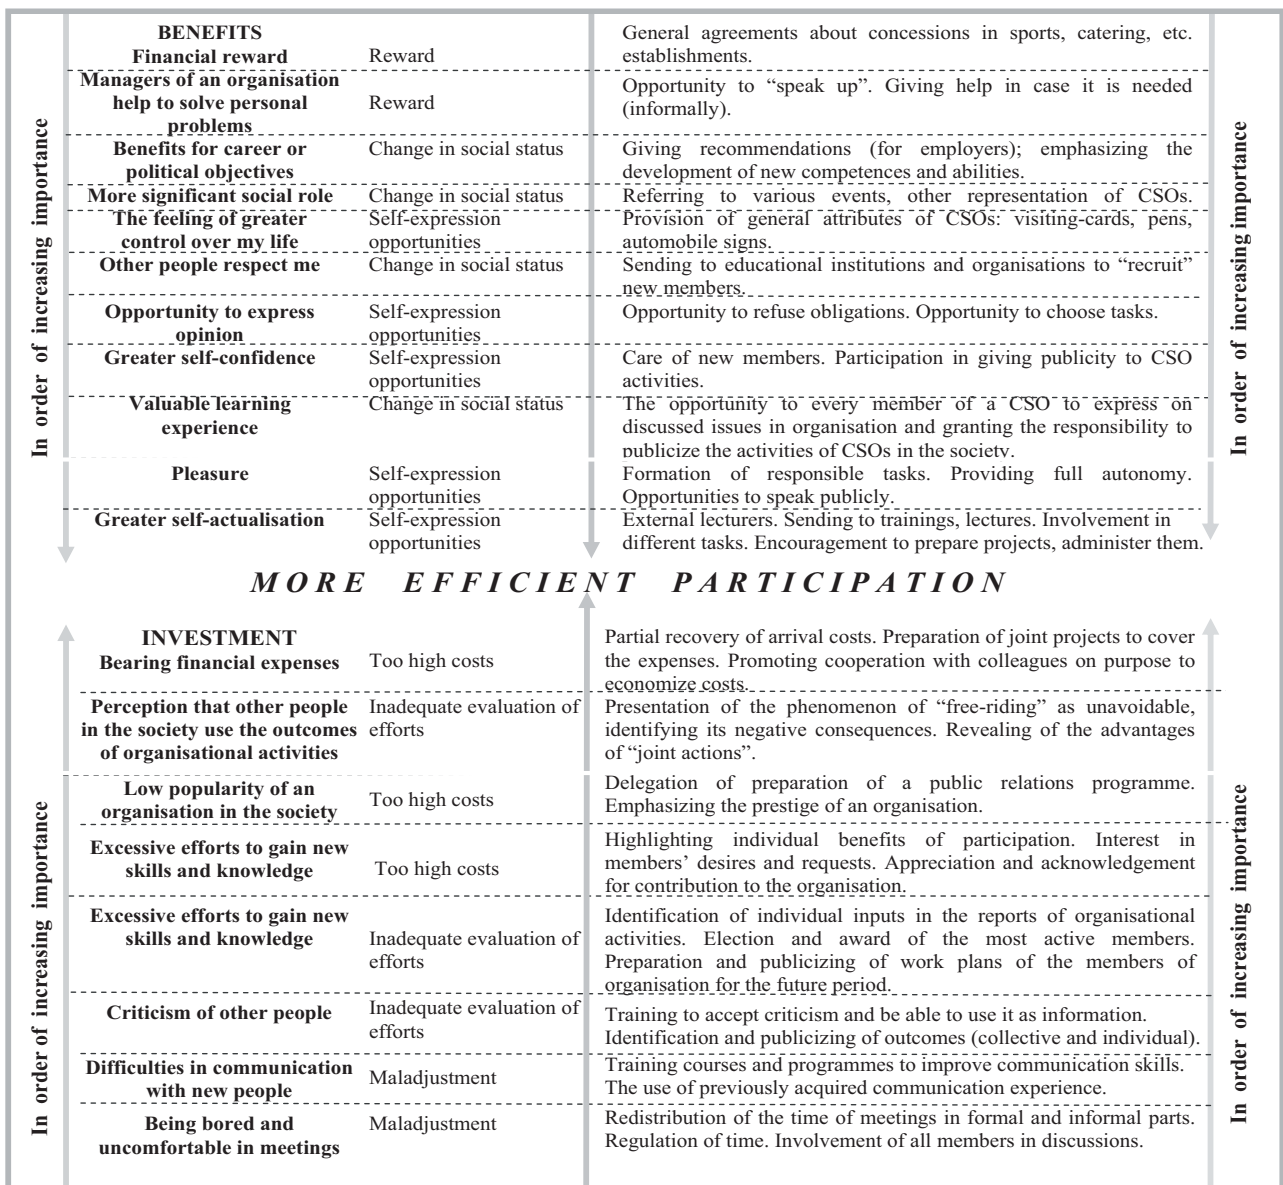 BENEFITS
Financial reward
Reward
General agreements about concessions in sports, catering, etc.
establishments.
Managers of an organisation
help to solve personal
problems
Reward
Opportunity to “speak up”. Giving help in case it is needed
(informally).
Benefits for career or
political objectives
Change in social status
Giving recommendations (for employers); emphasizing the
development of new competences and abilities.
More significant social role
Change in social status
Referring to various events, other representation of CSOs.
The feeling of greater
control over my life
Self-expression
opportunities
Provision of general attributes of CSOs: visiting-cards, pens,
automobile signs.
Other people respect me
Change in social status
Sending to educational institutions and organisations to “recruit”
new members.
Opportunity to express
opinion
Self-expression
opportunities
Opportunity to refuse obligations. Opportunity to choose tasks.
Greater self-confidence
Self-expression
opportunities
Care of new members. Participation in giving publicity to CSO
activities.
Valuable learning
experience
Change in social status
The opportunity to every member of a CSO to express on
discussed issues in organisation and granting the responsibility to
publicize the activities of CSOs in the society.
Pleasure
Self-expression
opportunities
Formation of responsible tasks. Providing full autonomy.
Opportunities to speak publicly.
Greater self-actualisation
Self-expression
opportunities
External lecturers. Sending to trainings, lectures. Involvement in
different tasks. Encouragement to prepare projects, administer them.
In order of increasing importance
In order of increasing importance
MORE EFFICIENT PARTICIPATION
INVESTMENT
Bearing financial expenses
Too high costs
Partial recovery of arrival costs. Preparation of joint projects to cover
the expenses. Promoting cooperation with colleagues on purpose to
economize costs.
Perception that other people
in the society use the outcomes
of organisational activities
Inadequate evaluation of
efforts
Presentation of the phenomenon of “free-riding” as unavoidable,
identifying its negative consequences. Revealing of the advantages
of “joint actions”.
Low popularity of an
organisation in the society
Too high costs
Delegation of preparation of a public relations programme.
Emphasizing the prestige of an organisation.
Excessive efforts to gain new
skills and knowledge
Too high costs
Highlighting individual benefits of participation. Interest in
members’ desires and requests. Appreciation and acknowledgement
for contribution to the organisation.
Excessive efforts to gain new
skills and knowledge
Inadequate evaluation of
efforts
Identification of individual inputs in the reports of organisational
activities. Election and award of the most active members.
Preparation and publicizing of work plans of the members of
organisation for the future period.
Criticism of other people
Inadequate evaluation of
efforts
Training to accept criticism and be able to use it as information.
Identification and publicizing of outcomes (collective and individual).
Difficulties in communication
with new people
Maladjustment
Training courses and programmes to improve communication skills.
The use of previously acquired communication experience.
Being bored and
uncomfortable in meetings
Maladjustment
Redistribution of the time of meetings in formal and informal parts.
Regulation of time. Involvement of all members in discussions.
In order of increasing importance
In order of increasing importance